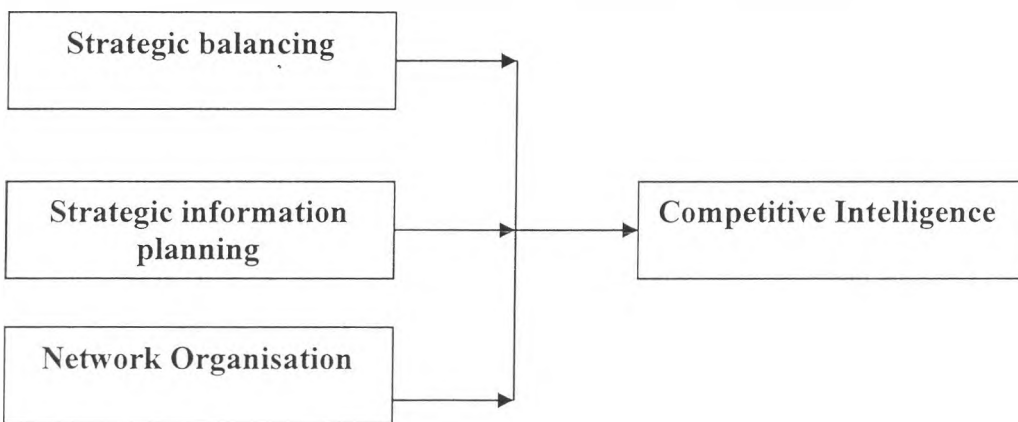 Strategic balancing
Strategic information
planning
Competitive Intelligence
Network Organisation